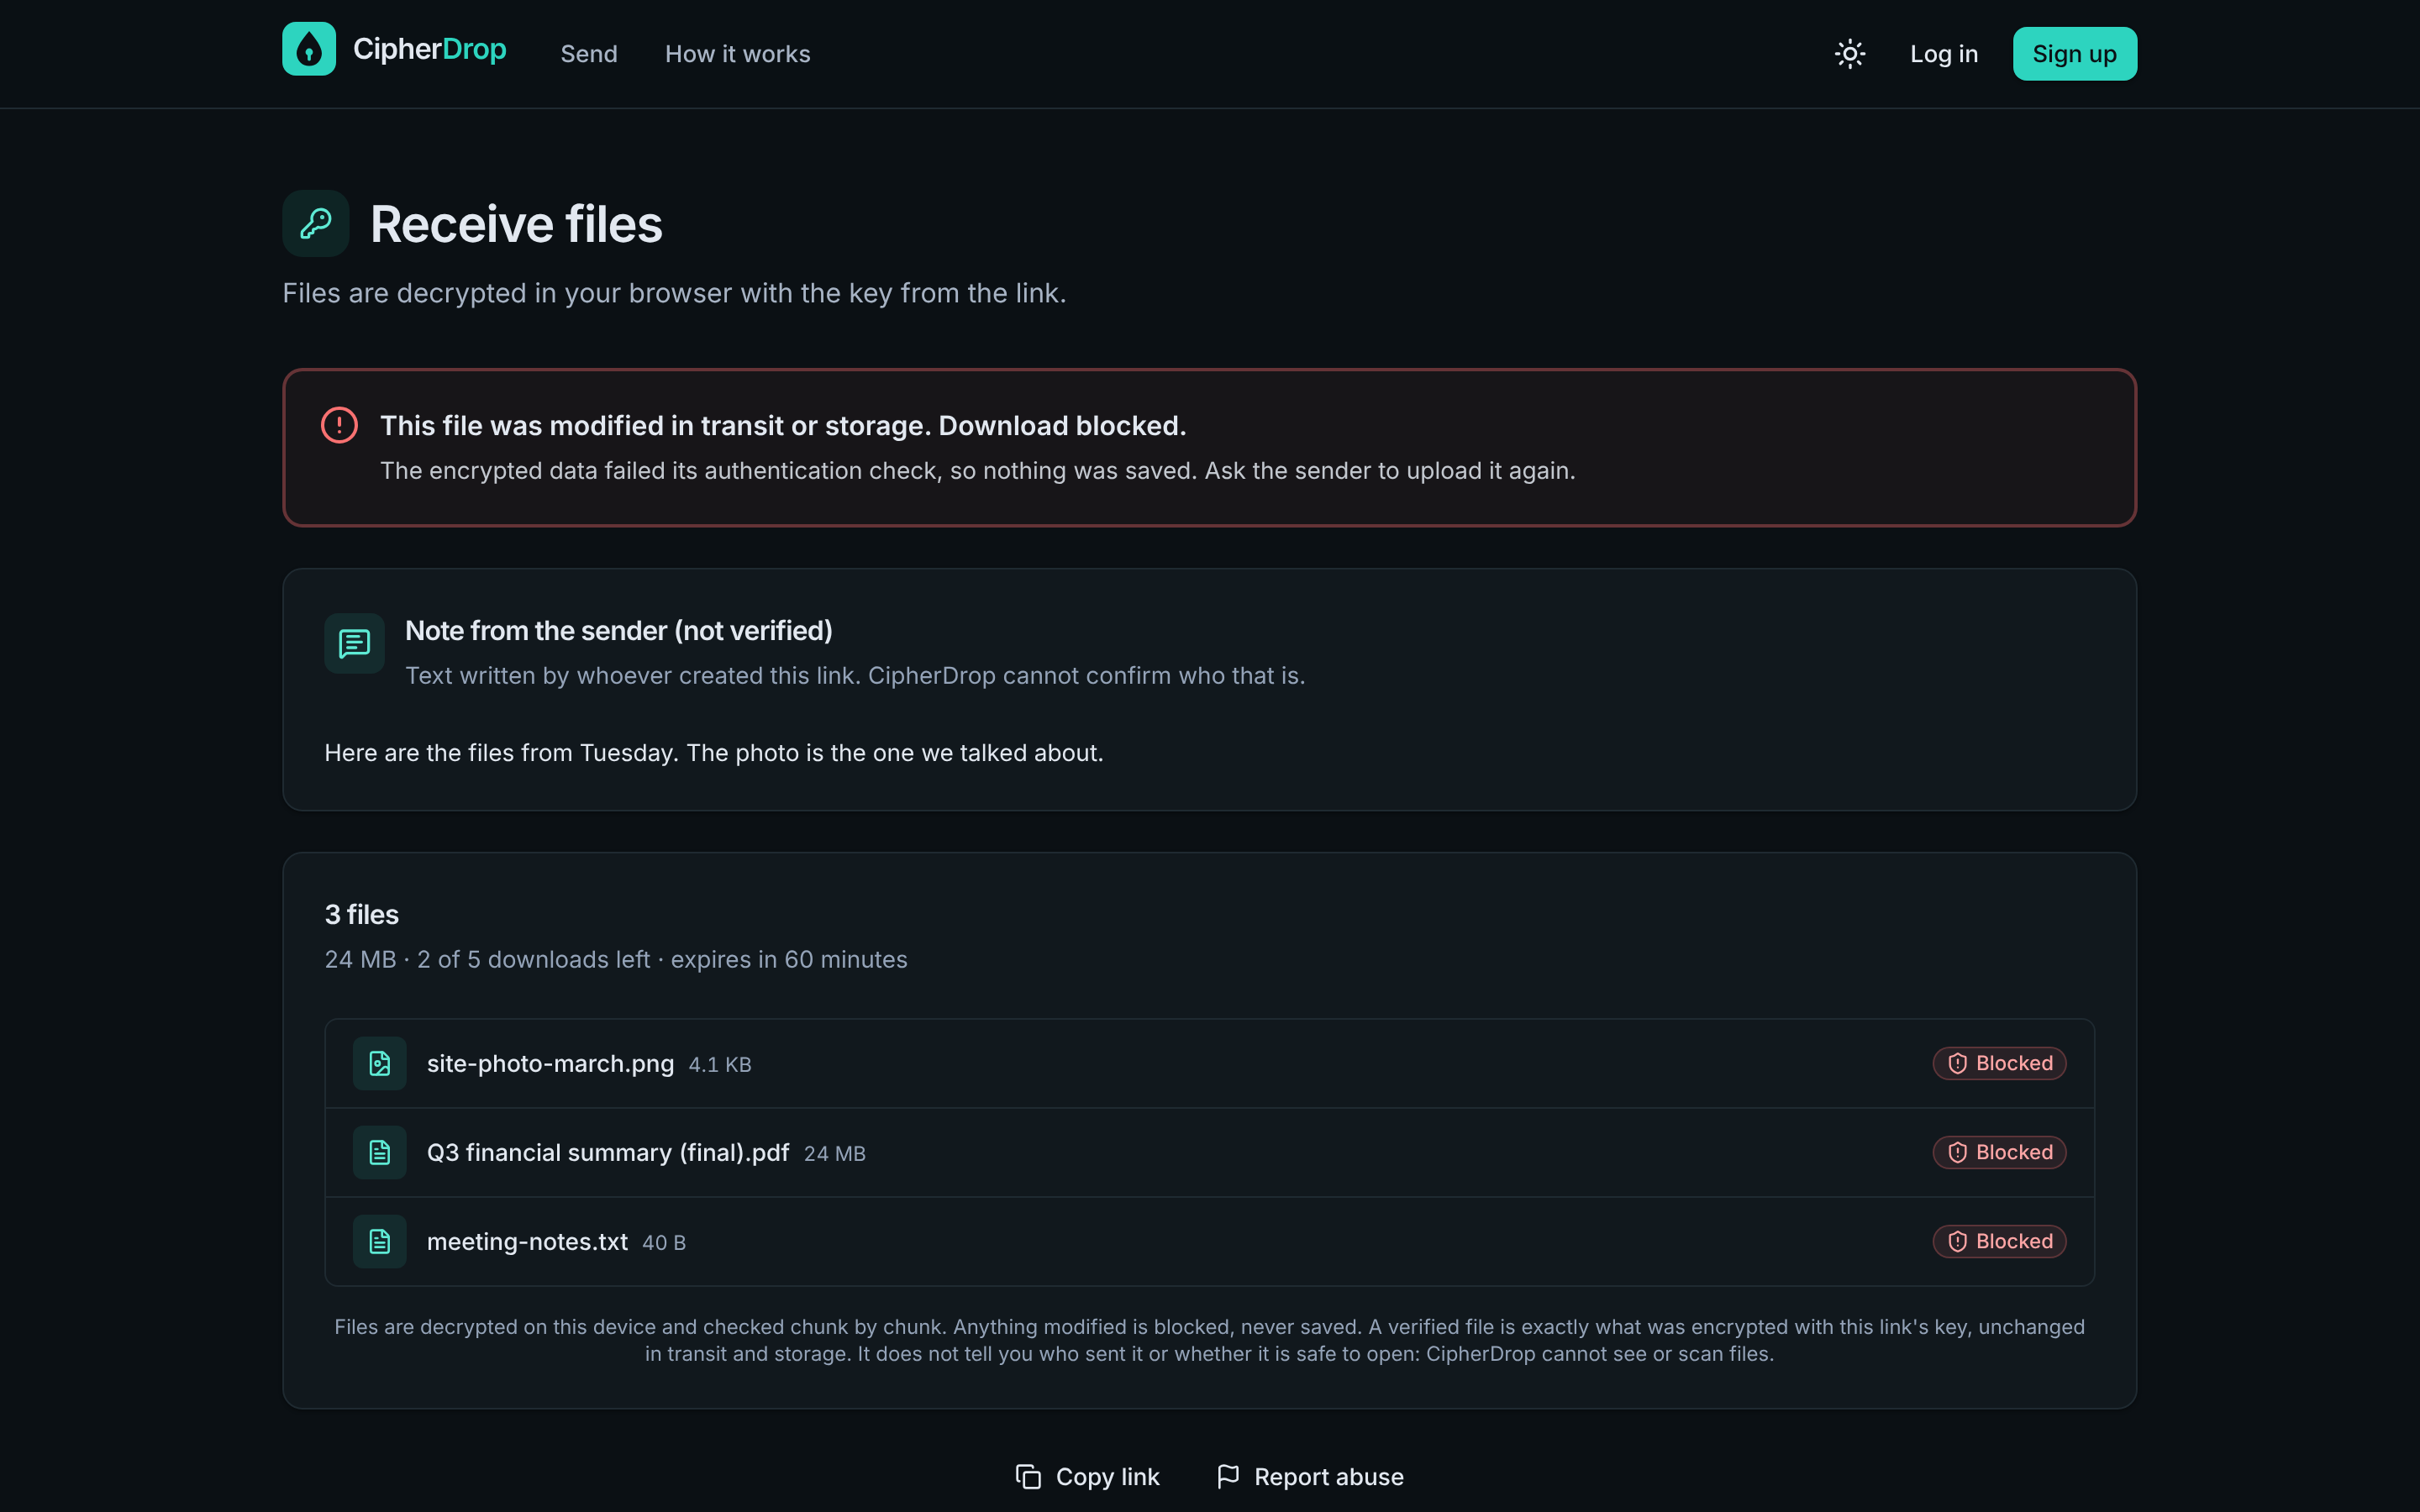 CipherDrop
Send
How it works
Log in
Sign up
Receive files
Files are decrypted in your browser with the key from the link.
This file was modified in transit or storage. Download blocked.
The encrypted data failed its authentication check, so nothing was saved. Ask the sender to upload it again.
Note from the sender (not verified)
Text written by whoever created this link. CipherDrop cannot confirm who that is.
Here are the files from Tuesday. The photo is the one we talked about.
3 files
24 MB · 2 of 5 downloads left · expires in 60 minutes
site-photo-march.png 4.1 KB
Blocked
Q3 financial summary (final).pdf 24 MB
Blocked
meeting-notes.txt 40 B
Blocked
Files are decrypted on this device and checked chunk by chunk. Anything modified is blocked, never saved. A verified file is exactly what was encrypted with this link's key, unchanged
in transit and storage. It does not tell you who sent it or whether it is safe to open: CipherDrop cannot see or scan files.
Copy link
Report abuse